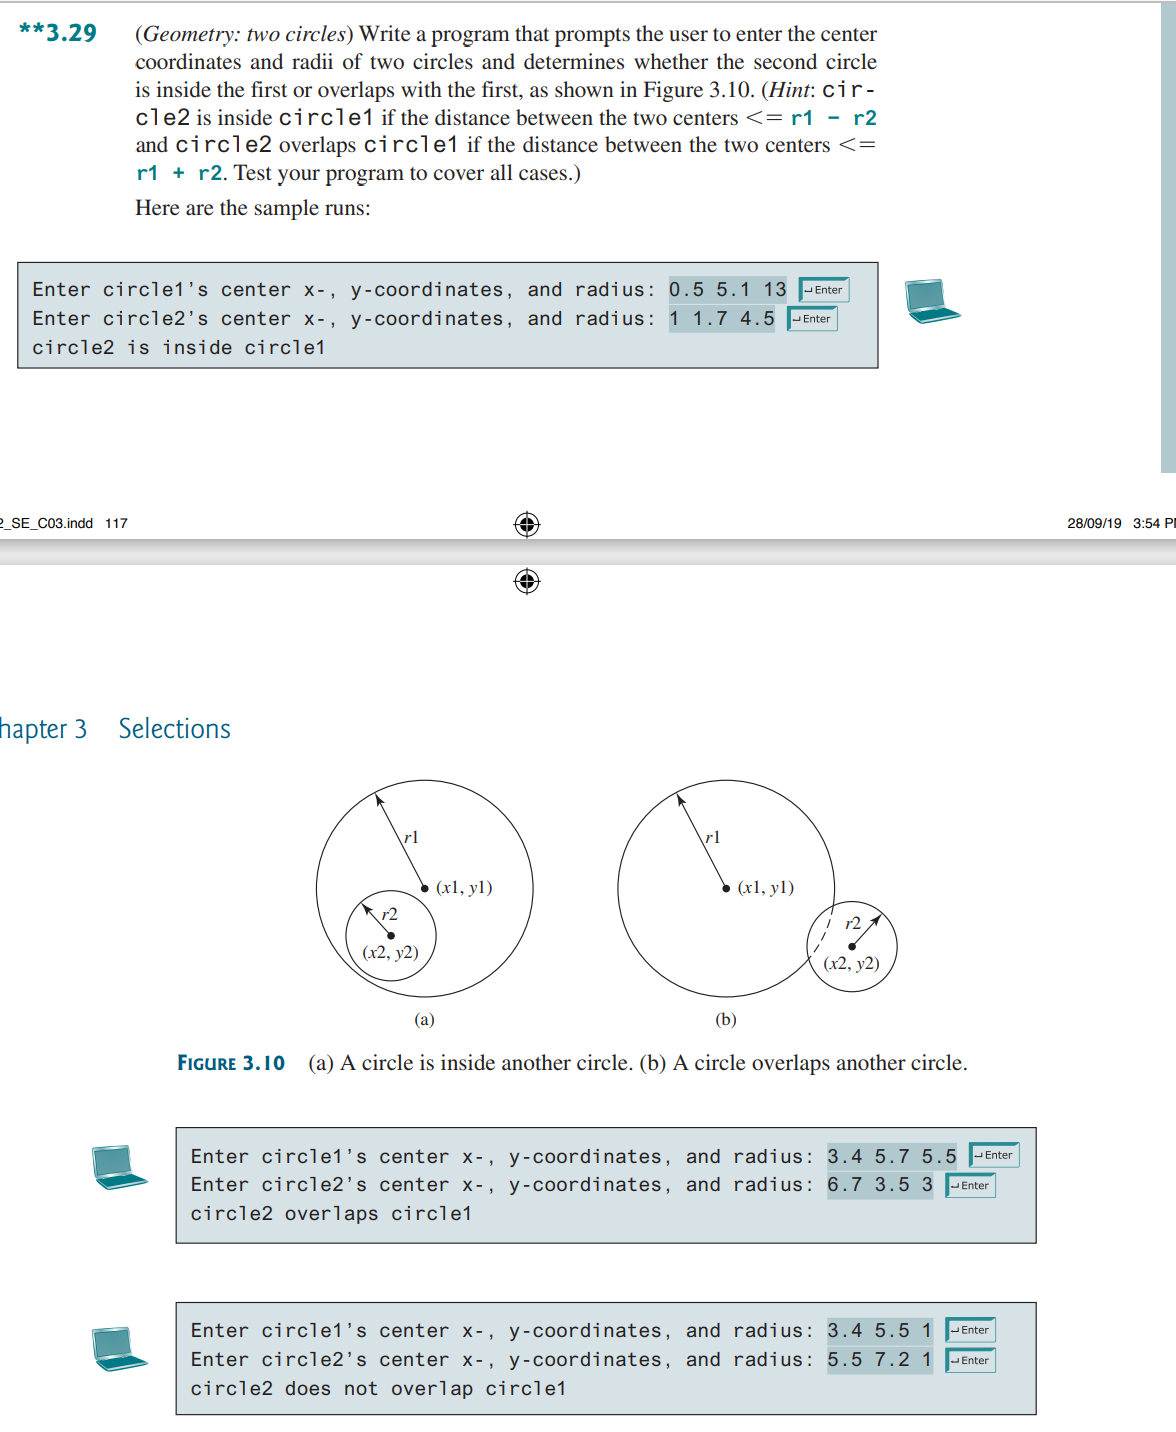 **3.29 (Geometry: two circles) Write a program that prompts the user to enter the center
coordinates and radii of two circles and determines whether the second circle
is inside the first or overlaps with the first, as shown in Figure 3.10. (Hint: cir-
cle2 is inside circle1 if the distance between the two centers <= r1 - r2
and circle2 overlaps circle1 if the distance between the two centers <=
r1 + r2. Test your program to cover all cases.)
Here are the sample runs:
Enter circle1's center x-, y-coordinates, and radius: 0.5 5.1 13 ↵Enter
Enter circle2's center x-, y-coordinates, and radius: 1 1.7 4.5 ↵Enter
circle2 is inside circle1
2_SE_C03.indd 117
28/09/19 3:54 P
hapter 3 Selections
r1
(x1, y1)
r2
(x2, y2)
(a)
r1
(x1, y1)
r2
(x2, y2)
(b)
FIGURE 3.10 (a) A circle is inside another circle. (b) A circle overlaps another circle.
Enter circle1's center x-, y-coordinates, and radius: 3.4 5.7 5.5 ↵Enter
Enter circle2's center x-, y-coordinates, and radius: 6.7 3.5 3 ↵Enter
circle2 overlaps circle1
Enter circle1's center x-, y-coordinates, and radius: 3.4 5.5 1 ↵Enter
Enter circle2's center x-, y-coordinates, and radius: 5.5 7.2 1 ↵Enter
circle2 does not overlap circle1